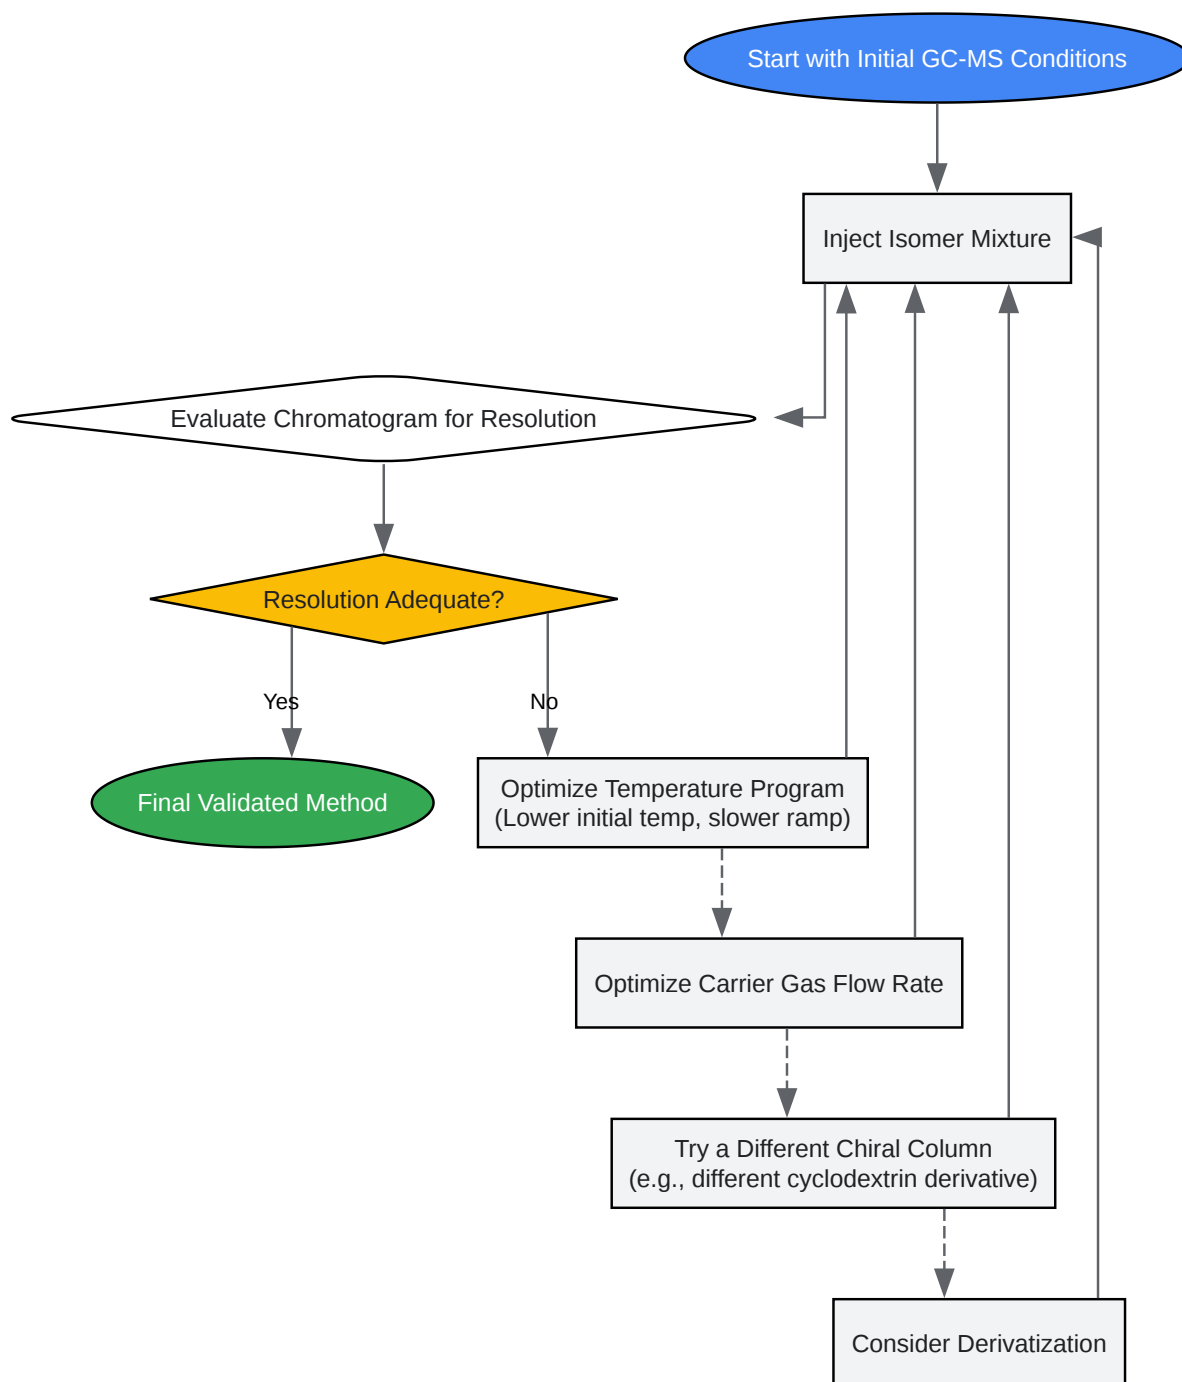 Start with Initial GC-MS Conditions
Inject Isomer Mixture
Evaluate Chromatogram for Resolution
Resolution Adequate?
Yes
No
Final Validated Method
Optimize Temperature Program
(Lower initial temp, slower ramp)
Optimize Carrier Gas Flow Rate
Try a Different Chiral Column
(e.g., different cyclodextrin derivative)
Consider Derivatization